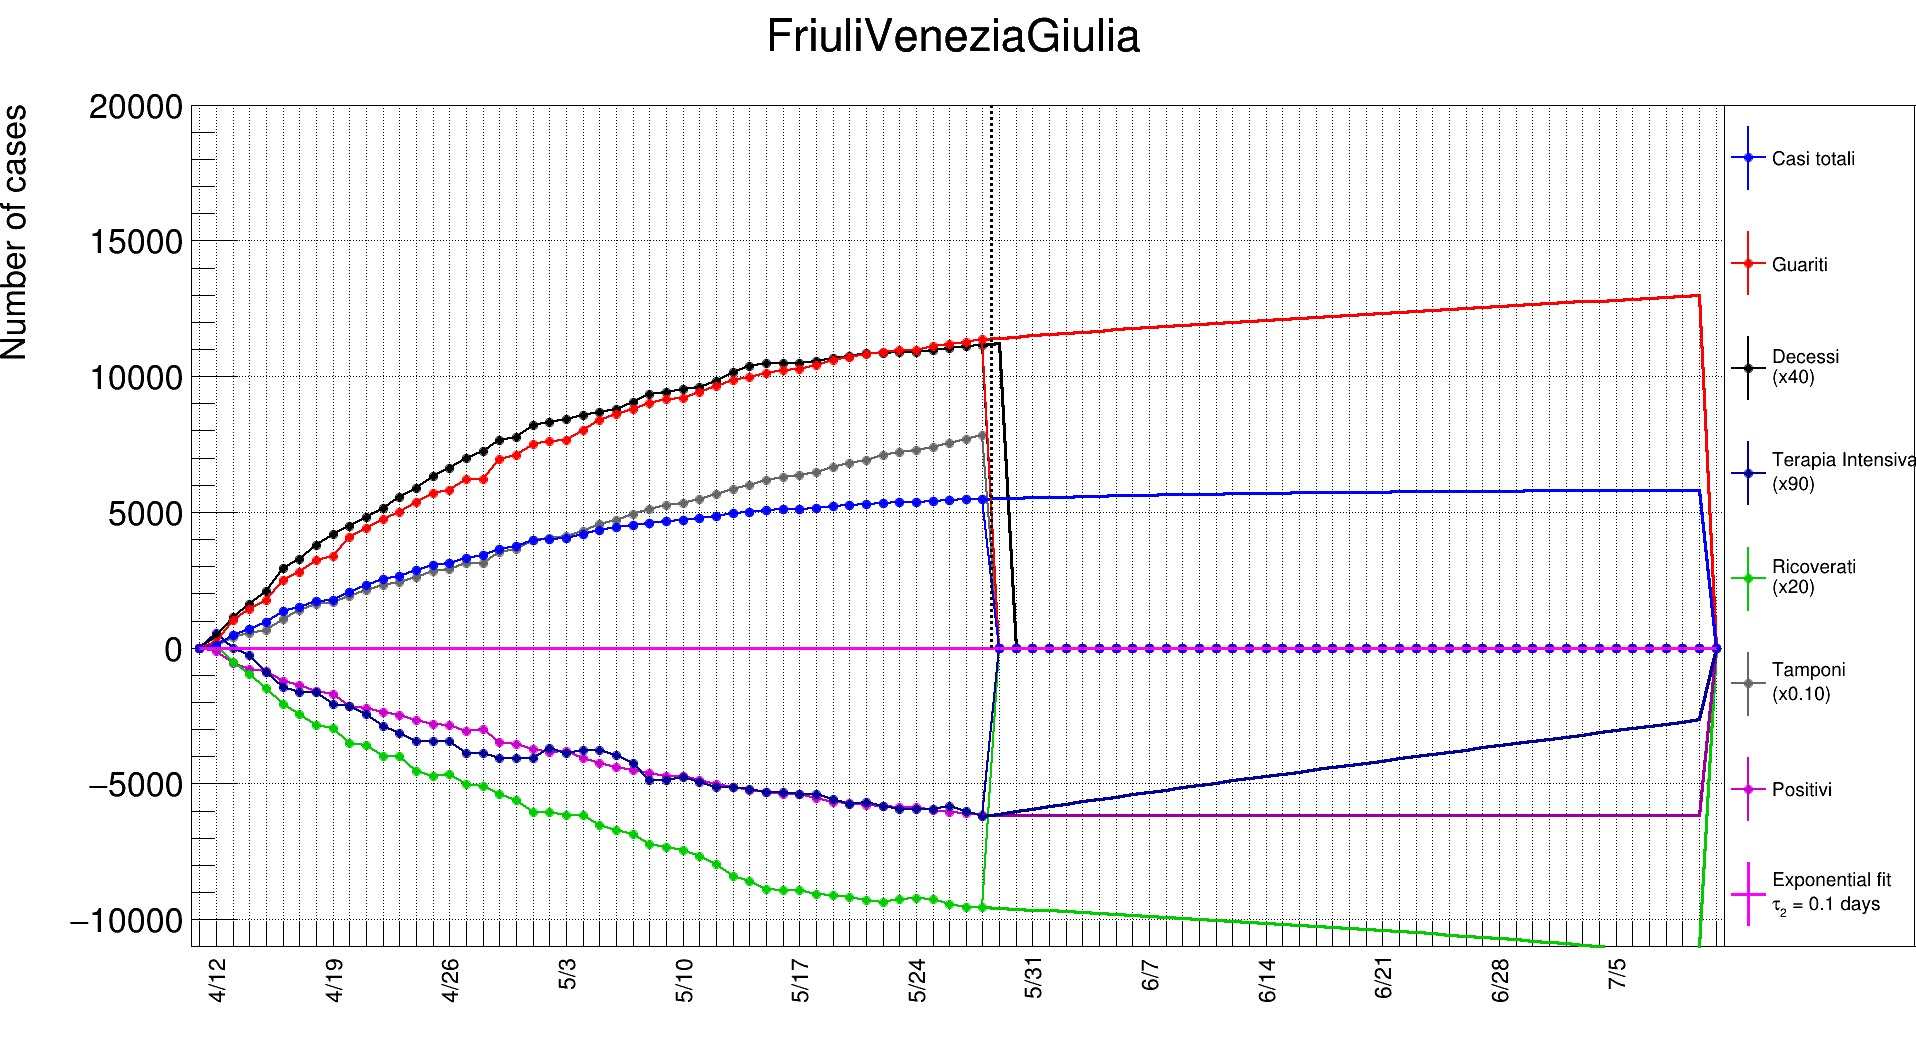 FriuliVeneziaGiulia
Number of cases
20000
15000
10000
5000
0
−5000
−10000
4/12
4/19
4/26
5/3
5/10
5/17
5/24
5/31
6/7
6/14
6/21
6/28
7/5
Casi totali
Guariti
Decessi
(x40)
Terapia Intensiva
(x90)
Ricoverati
(x20)
Tamponi
(x0.10)
Positivi
Exponential fit
τ2 = 0.1 days